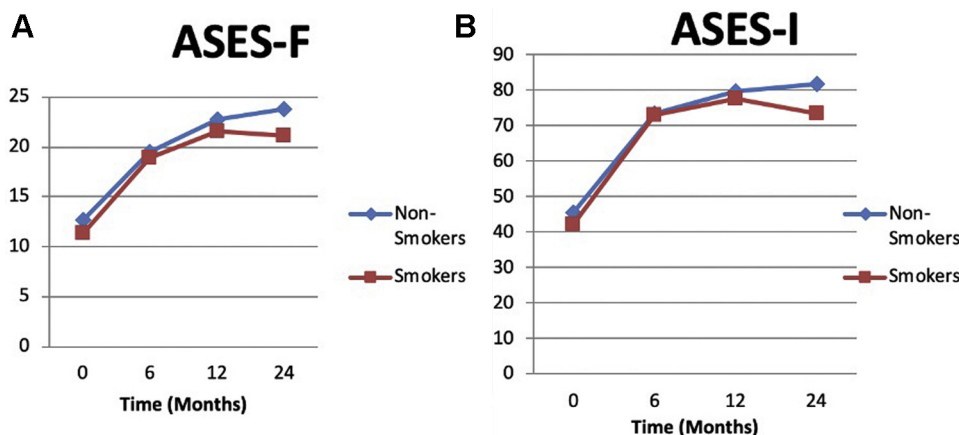 A
ASES-F
25
20
15
10
5
0
0 6 12 24
Time (Months)
Non-
Smokers
Smokers
B
ASES-I
90
80
70
60
50
40
30
20
10
0
0 6 12 24
Time (Months)
Non-
Smokers
Smokers